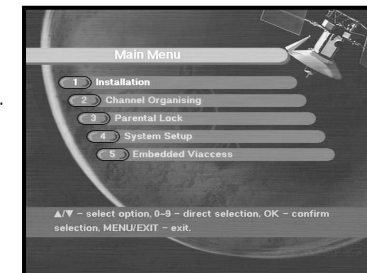 Main Menu
1 Installation
2 Channel Organising
3 Parental Lock
4 System Setup
5 Embedded Viaccess
▲/▼ – select option, 0–9 – direct selection, OK – confirm
selection, MENU/EXIT – exit.